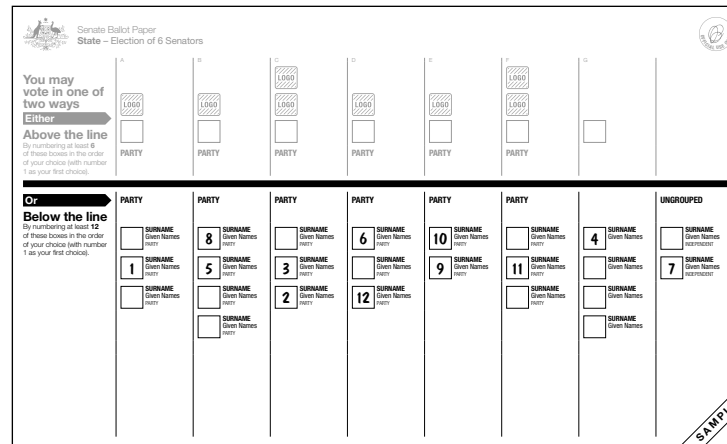 Senate Ballot Paper
State – Election of 6 Senators
A B C D E F G
You may
vote in one of
two ways
Either
Above the line
By numbering at least 6
of these boxes in the order
of your choice (with number
1 as your first choice).
LOGO LOGO
LOGO LOGO LOGO LOGO LOGO LOGO
PARTY PARTY PARTY PARTY PARTY PARTY
Or
Below the line
By numbering at least 12
of these boxes in the order
of your choice (with number
1 as your first choice).
PARTY PARTY PARTY PARTY PARTY PARTY UNGROUPED
SURNAME 8 SURNAME SURNAME 6 SURNAME 10 SURNAME SURNAME 4 SURNAME SURNAME
Given Names Given Names Given Names Given Names Given Names Given Names Given Names Given Names
PARTY PARTY PARTY PARTY PARTY PARTY INDEPENDENT
1 SURNAME 5 SURNAME 3 SURNAME SURNAME 9 SURNAME 11 SURNAME SURNAME 7 SURNAME
Given Names Given Names Given Names Given Names Given Names Given Names Given Names Given Names
PARTY PARTY PARTY PARTY PARTY PARTY INDEPENDENT
SURNAME SURNAME 2 SURNAME 12 SURNAME SURNAME SURNAME
Given Names Given Names Given Names Given Names Given Names Given Names
PARTY PARTY PARTY PARTY PARTY
SURNAME SURNAME
Given Names Given Names
PARTY